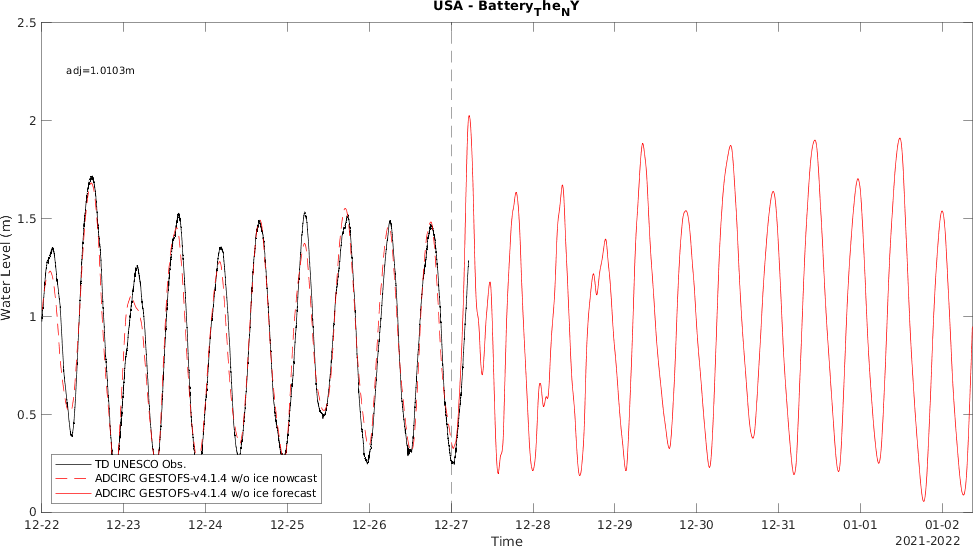 USA - Battery_The_NY
2.5
adj=1.0103m
2
1.5
Water Level (m)
1
0.5
TD UNESCO Obs.
ADCIRC GESTOFS-v4.1.4 w/o ice nowcast
ADCIRC GESTOFS-v4.1.4 w/o ice forecast
0
12-22 12-23 12-24 12-25 12-26 12-27 12-28 12-29 12-30 12-31 01-01 01-02
Time
2021-2022